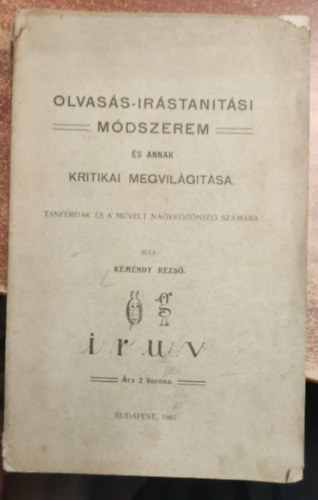 OLVASÁS-IRÁSTANITÁSI
MÓDSZEREM
ÉS ANNAK
KRITIKAI MEGVILÁGITÁSA.
TANFÉRFIAK ÉS A MŰVELT NAGYKÖZÖNSÉG SZÁMÁRA
IRTA:
KÉMÉNDY REZSŐ.
i r u v
Ára 2 korona.
BUDAPEST, 1907